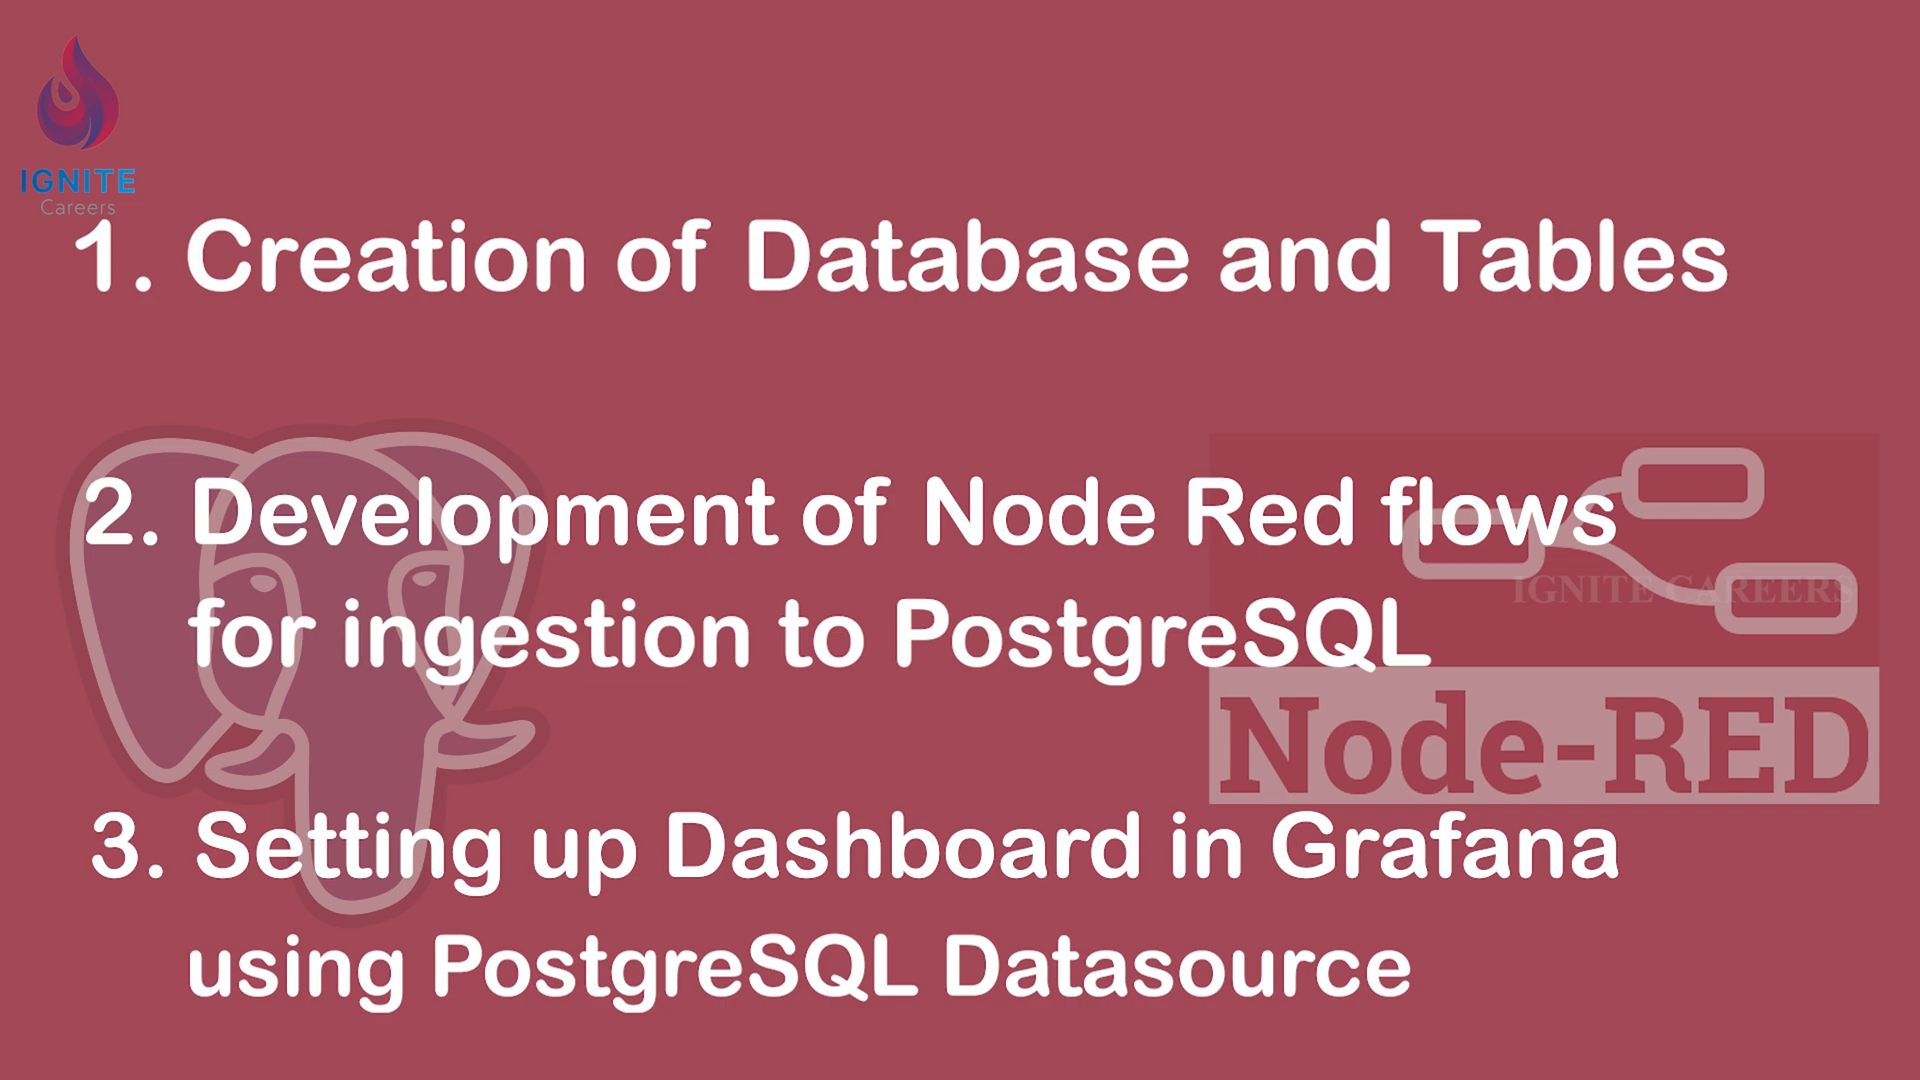 IGNITE
Careers
1. Creation of Database and Tables
2. Development of Node Red flows
IGNITE CAREERS
for ingestion to PostgreSQL
Node-RED
3. Setting up Dashboard in Grafana
using PostgreSQL Datasource